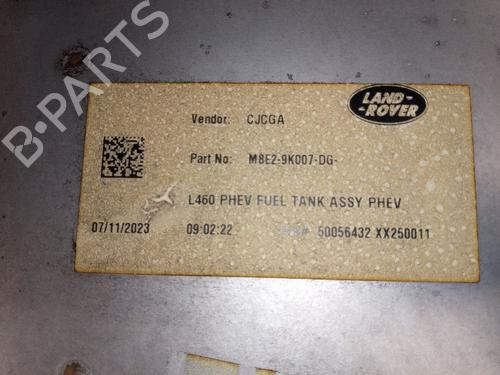 B-PARTS
LAND-
-ROVER
Vendor: CJCGA
Part No: M8E2-9K007-DG-
L460 PHEV FUEL TANK ASSY PHEV
07/11/2023 09:02:22 50056432 XX250011